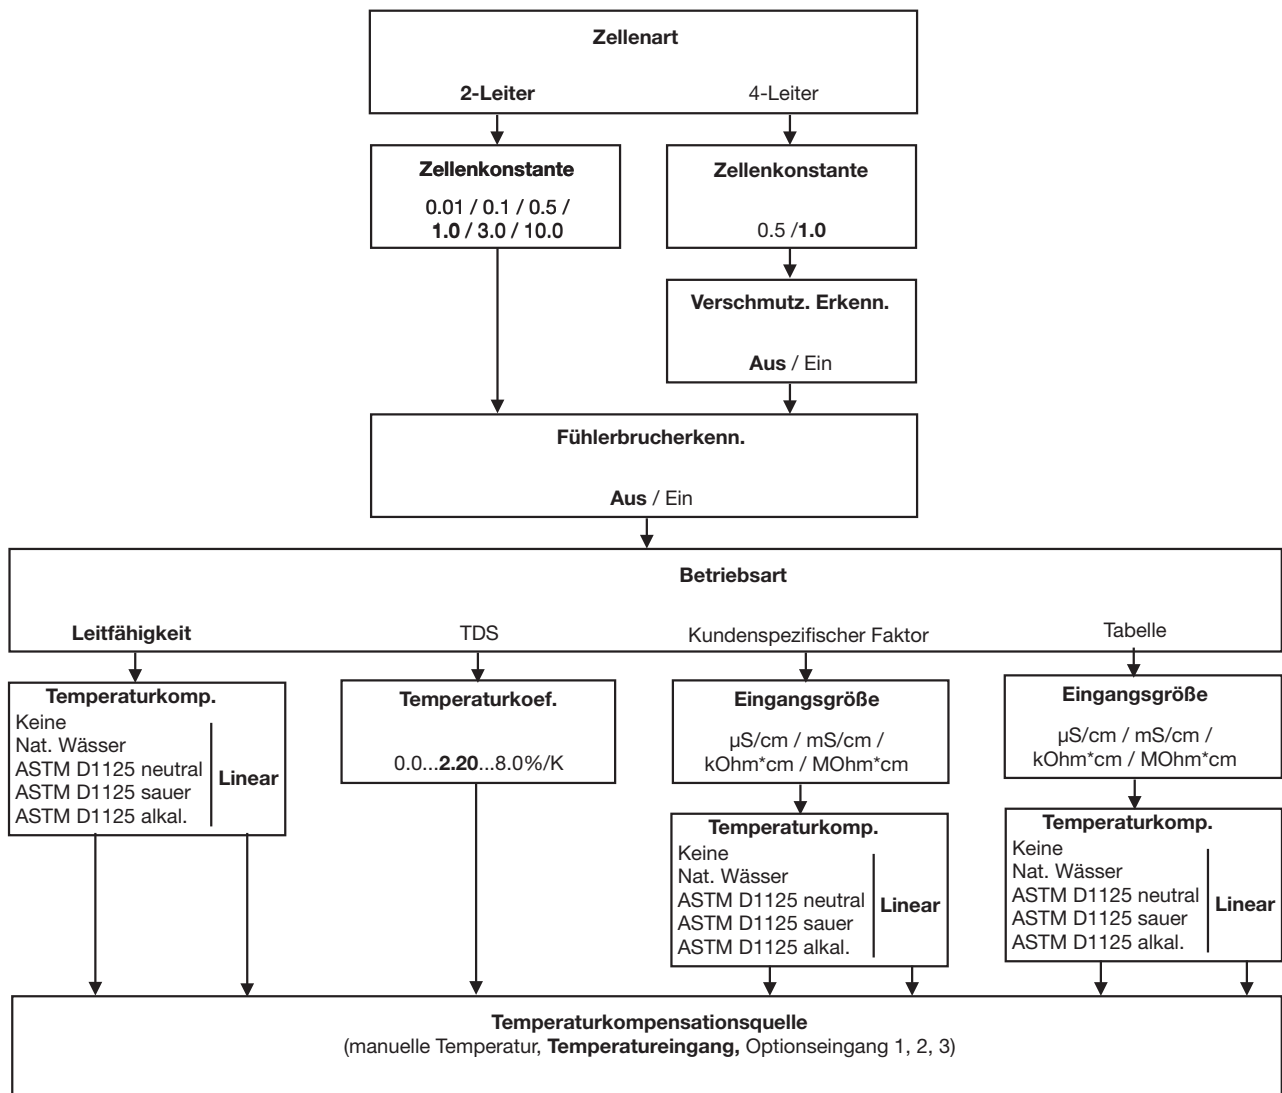 Zellenart
2-Leiter
4-Leiter
Zellenkonstante
0.01 / 0.1 / 0.5 /
1.0 / 3.0 / 10.0
Zellenkonstante
0.5 /1.0
Verschmutz. Erkenn.
Aus / Ein
Fühlerbrucherkenn.
Aus / Ein
Betriebsart
Leitfähigkeit
TDS
Kundenspezifischer Faktor
Tabelle
Temperaturkomp.
Keine
Nat. Wässer
ASTM D1125 neutral
ASTM D1125 sauer
ASTM D1125 alkal.
Linear
Temperaturkoef.
0.0...2.20...8.0%/K
Eingangsgröße
µS/cm / mS/cm /
kOhm*cm / MOhm*cm
Temperaturkomp.
Keine
Nat. Wässer
ASTM D1125 neutral
ASTM D1125 sauer
ASTM D1125 alkal.
Linear
Eingangsgröße
µS/cm / mS/cm /
kOhm*cm / MOhm*cm
Temperaturkomp.
Keine
Nat. Wässer
ASTM D1125 neutral
ASTM D1125 sauer
ASTM D1125 alkal.
Linear
Temperaturkompensationsquelle
(manuelle Temperatur, Temperatureingang, Optionseingang 1, 2, 3)